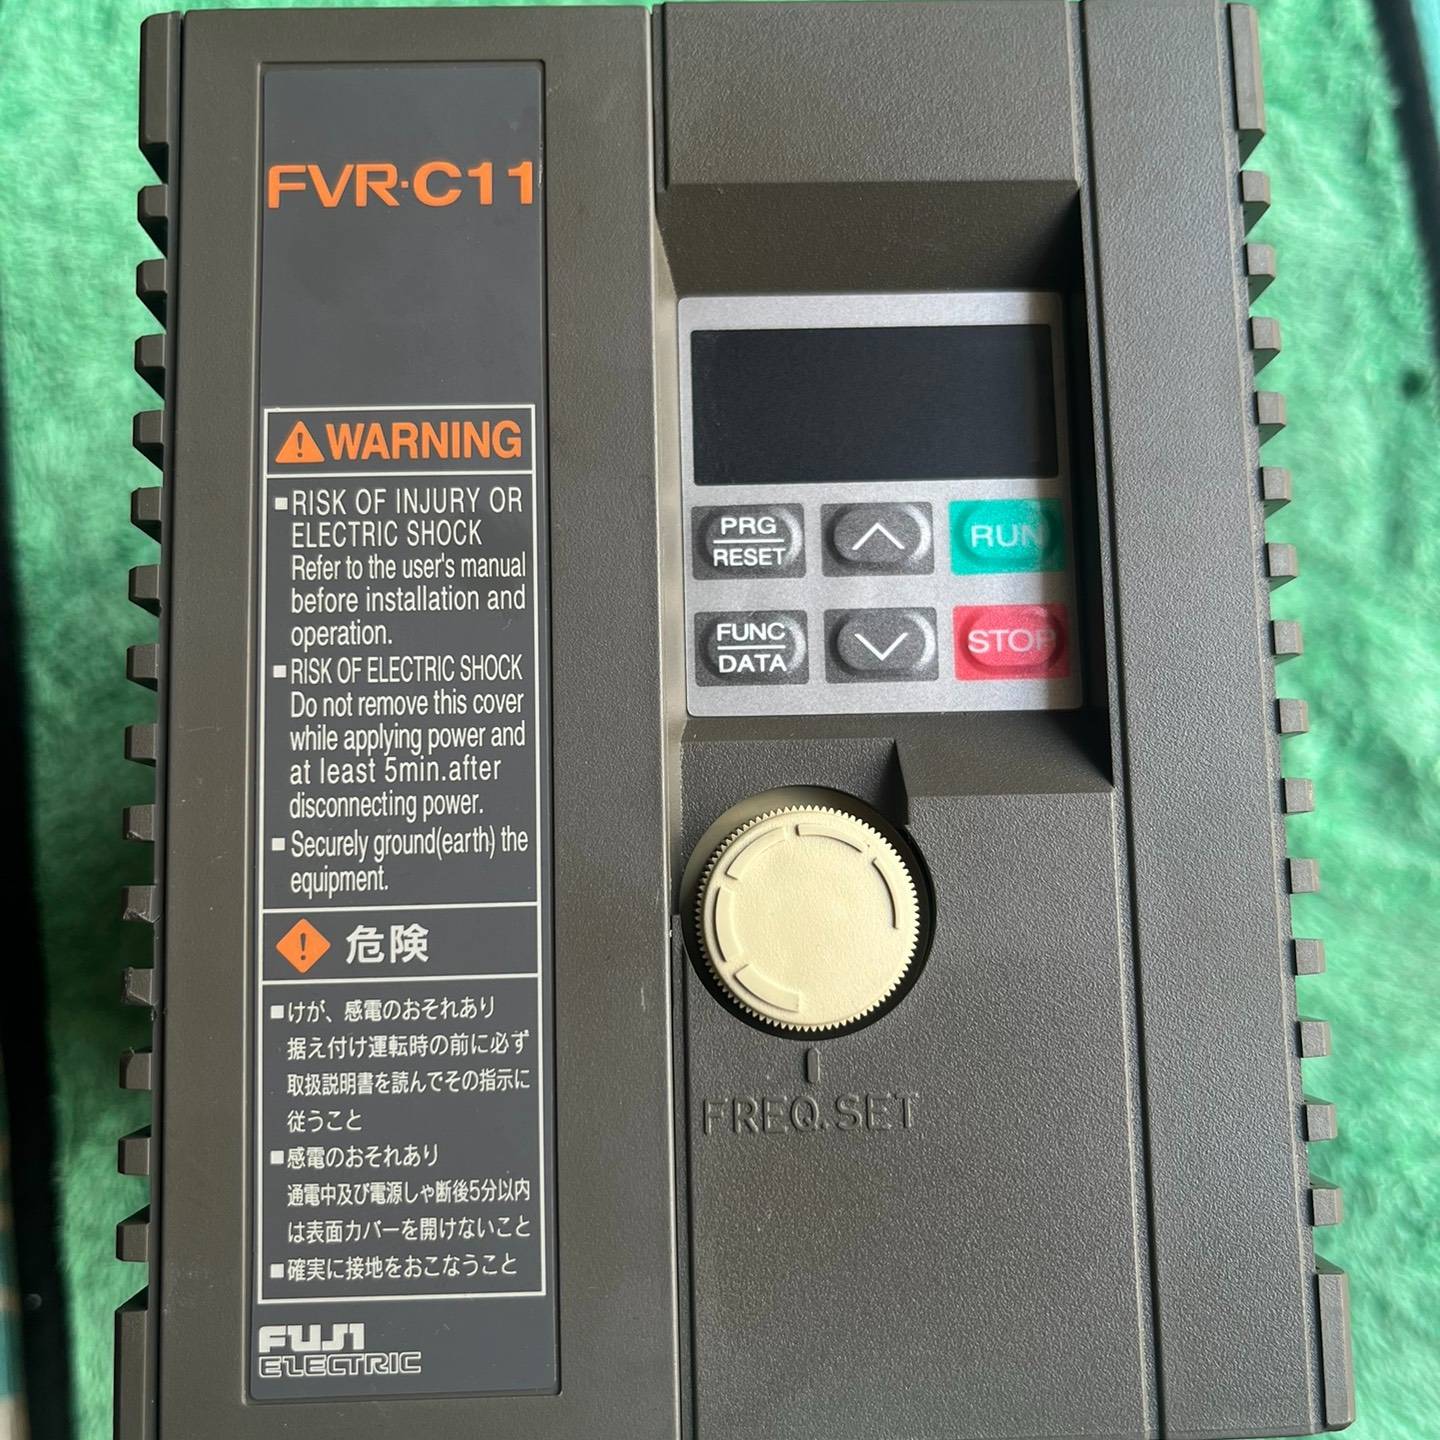 FVR·C11
WARNING
■RISK OF INJURY OR
ELECTRIC SHOCK
Refer to the user's manual
before installation and
operation.
■RISK OF ELECTRIC SHOCK
Do not remove this cover
while applying power and
at least 5min.after
disconnecting power.
■Securely ground(earth) the
equipment.
危険
■けが、感電のおそれあり
据え付け運転時の前に必ず
取扱説明書を読んでその指示に
従うこと
■感電のおそれあり
通電中及び電源しゃ断後5分以内
は表面カバーを開けないこと
■確実に接地をおこなうこと
FUJI
ELECTRIC
PRG
RESET
RUN
FUNC
DATA
STOP
FREQ.SET